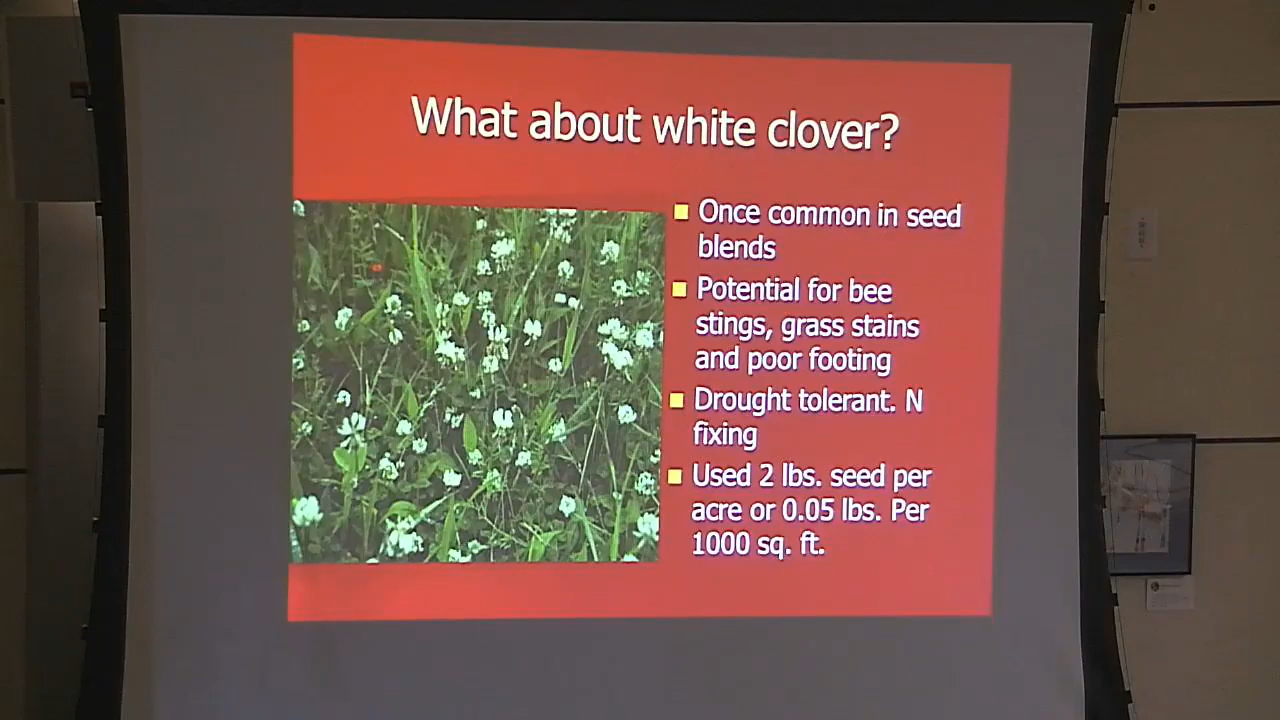 What about white clover?
Once common in seed
blends
Potential for bee
stings, grass stains
and poor footing
Drought tolerant. N
fixing
Used 2 lbs. seed per
acre or 0.05 lbs. Per
1000 sq. ft.